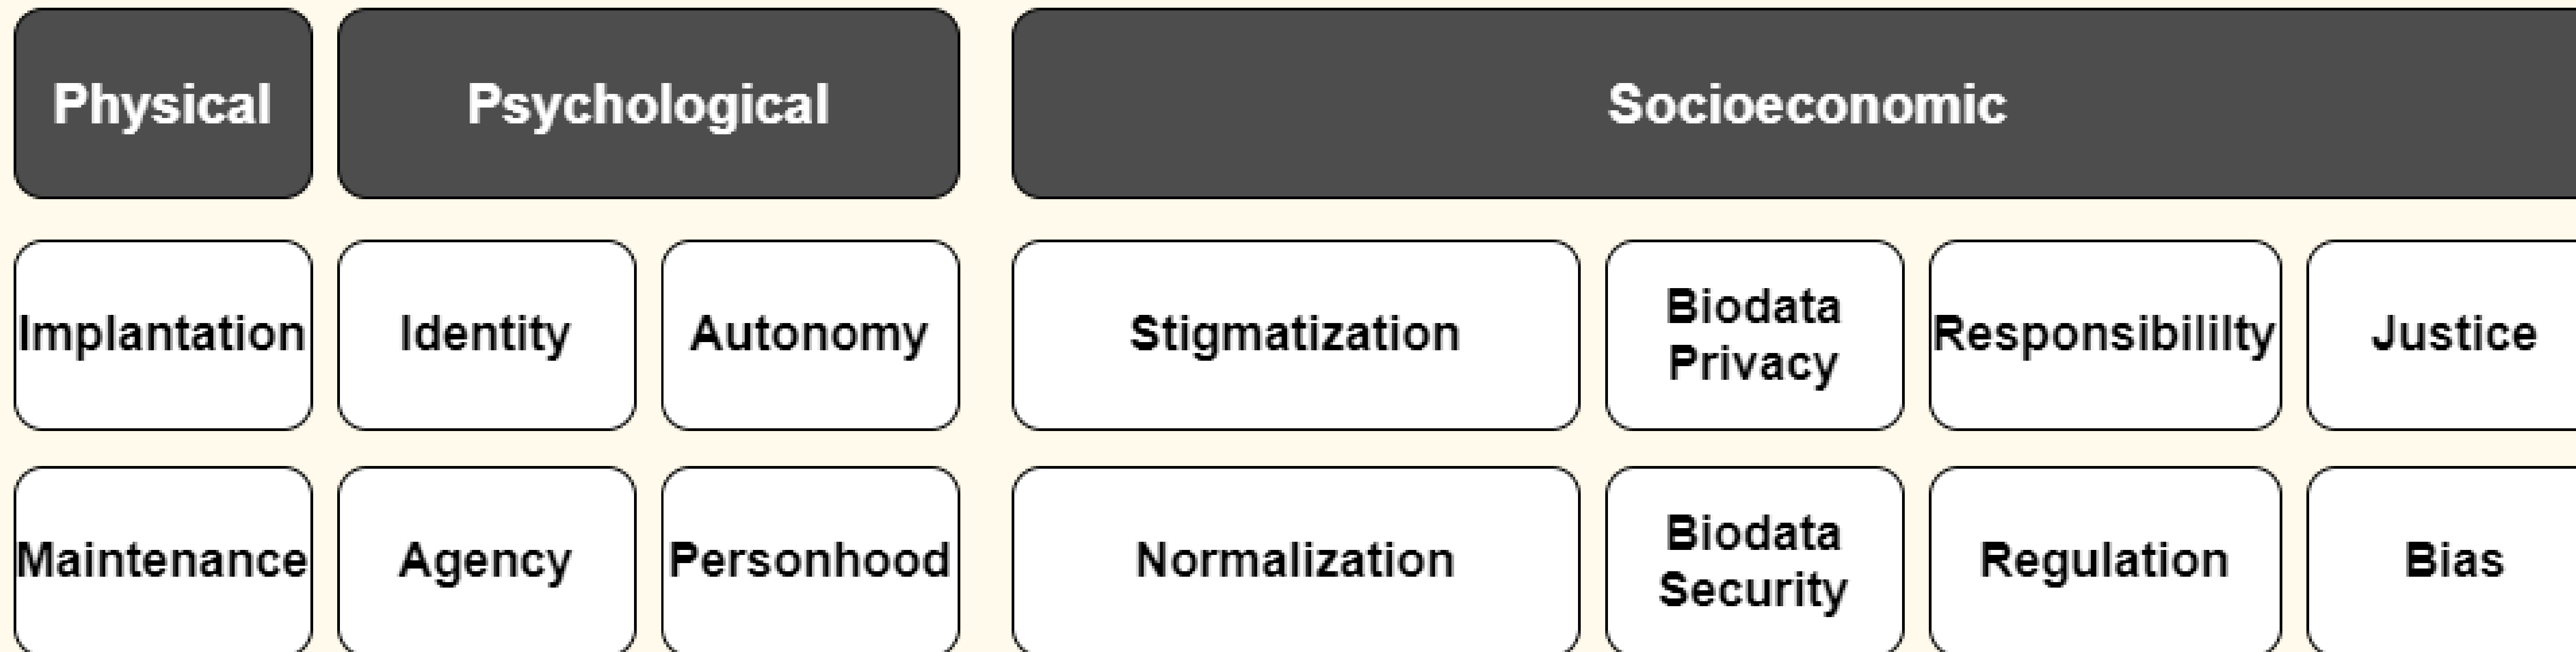 Physical
Psychological
Socioeconomic
Implantation
Identity
Autonomy
Stigmatization
Biodata
Privacy
Responsibililty
Justice
Maintenance
Agency
Personhood
Normalization
Biodata
Security
Regulation
Bias